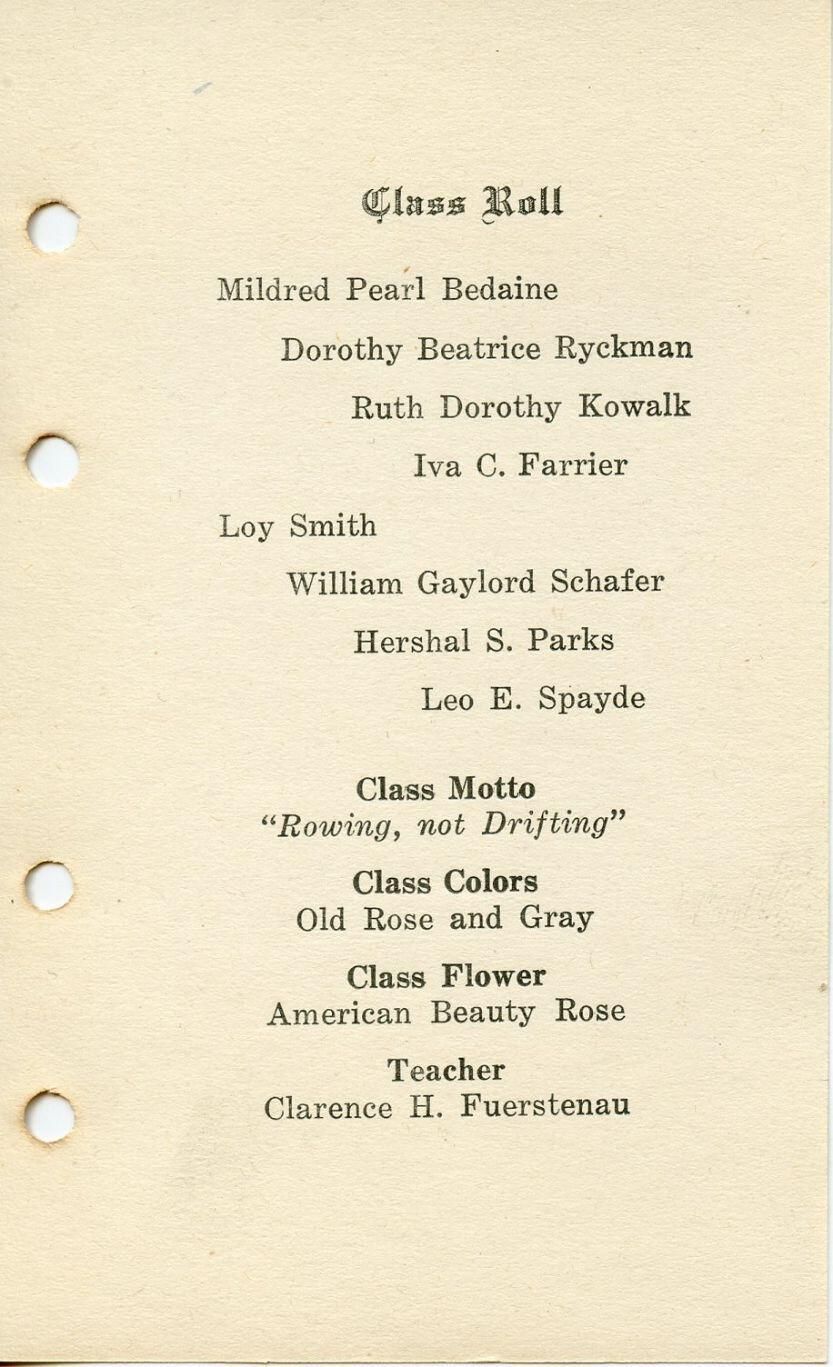 Class Roll
Mildred Pearl Bedaine
Dorothy Beatrice Ryckman
Ruth Dorothy Kowalk
Iva C. Farrier
Loy Smith
William Gaylord Schafer
Hershal S. Parks
Leo E. Spayde
Class Motto
"Rowing, not Drifting"
Class Colors
Old Rose and Gray
Class Flower
American Beauty Rose
Teacher
Clarence H. Fuerstenau